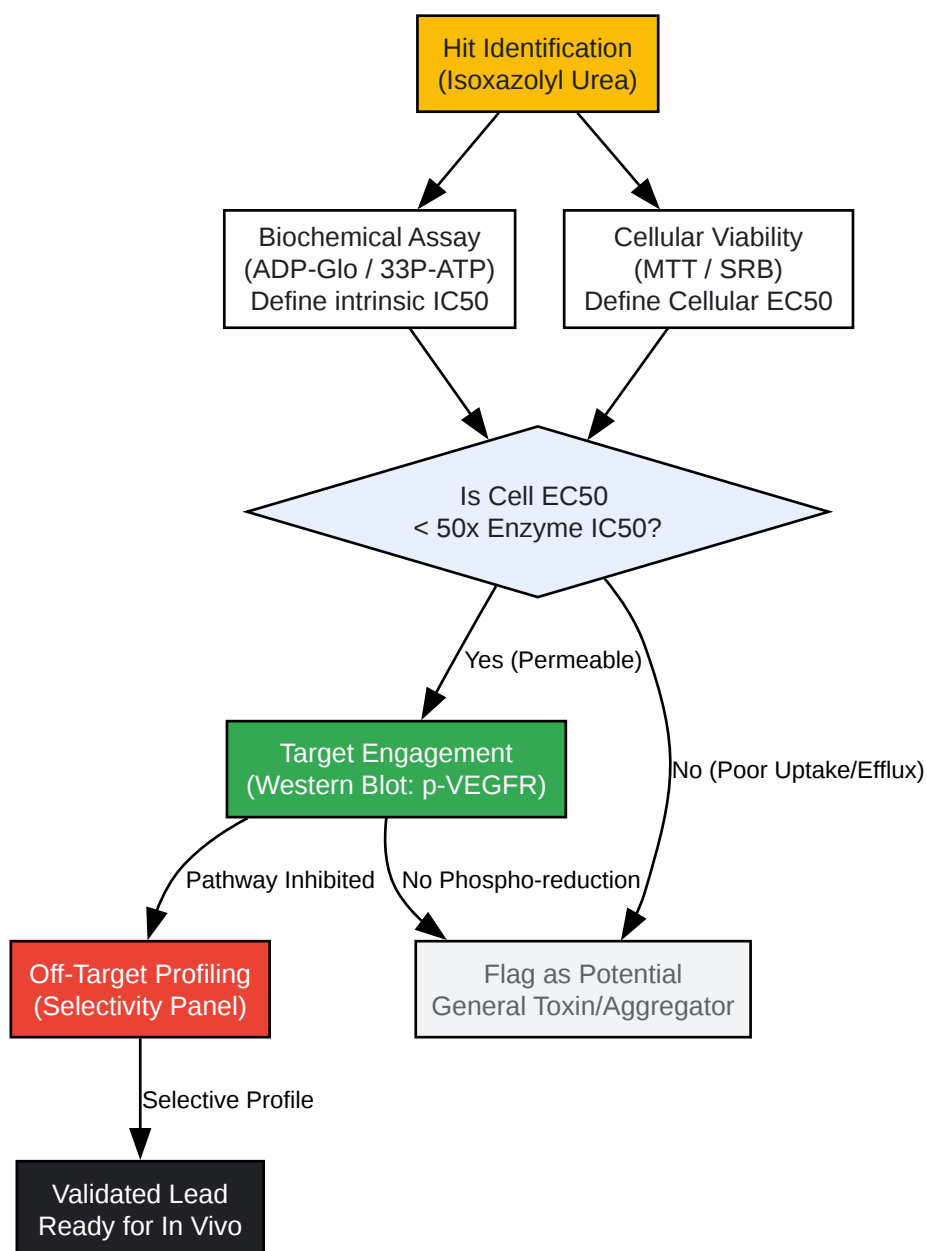 Hit Identification
(Isoxazolyl Urea)
Biochemical Assay
(ADP-Glo / 33P-ATP)
Define intrinsic IC50
Cellular Viability
(MTT / SRB)
Define Cellular EC50
Is Cell EC50
< 50x Enzyme IC50?
Yes (Permeable)
No (Poor Uptake/Efflux)
Target Engagement
(Western Blot: p-VEGFR)
Pathway Inhibited
No Phospho-reduction
Off-Target Profiling
(Selectivity Panel)
Flag as Potential
General Toxin/Aggregator
Selective Profile
Validated Lead
Ready for In Vivo